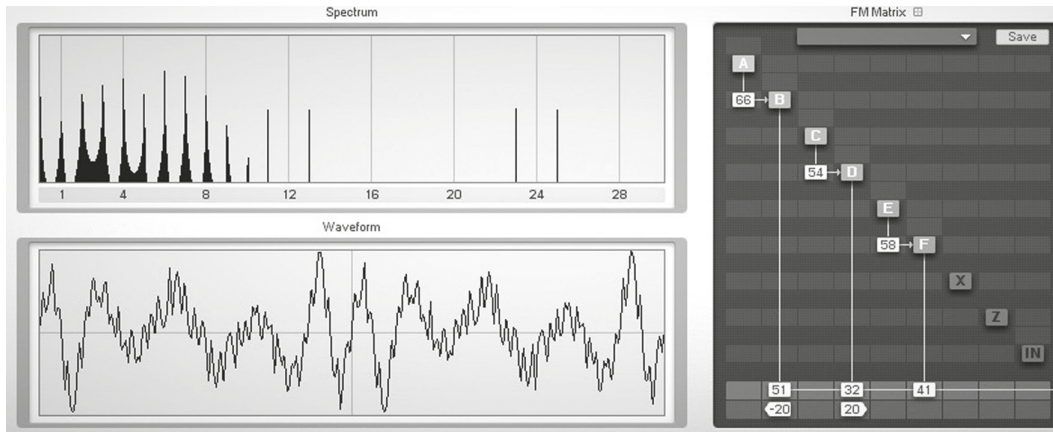 Spectrum
1 4 8 12 16 20 24 28
Waveform
FM Matrix
Save
A
66 B
C
54 D
E
58 F
X
Z
IN
51 32 41
-20 20